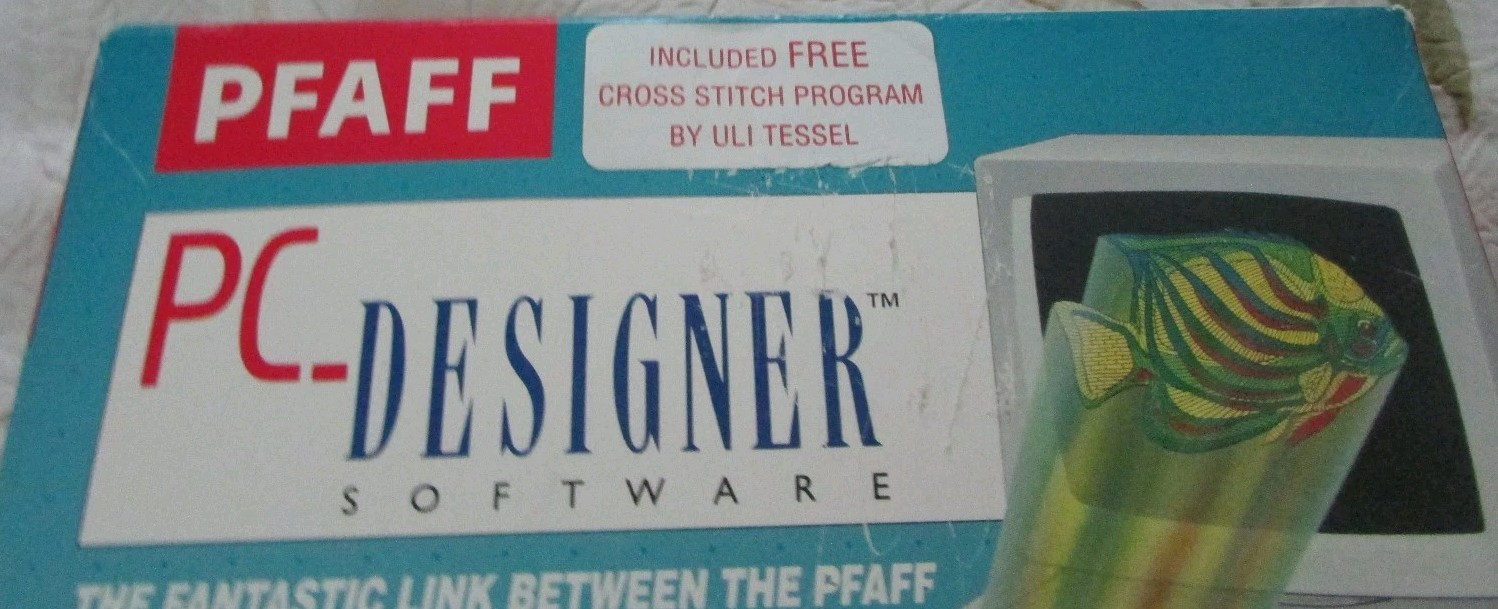 PFAFF
INCLUDED FREE
CROSS STITCH PROGRAM
BY ULI TESSEL
PC-
DESIGNER™
SOFTWARE
THE FANTASTIC LINK BETWEEN THE PFAFF